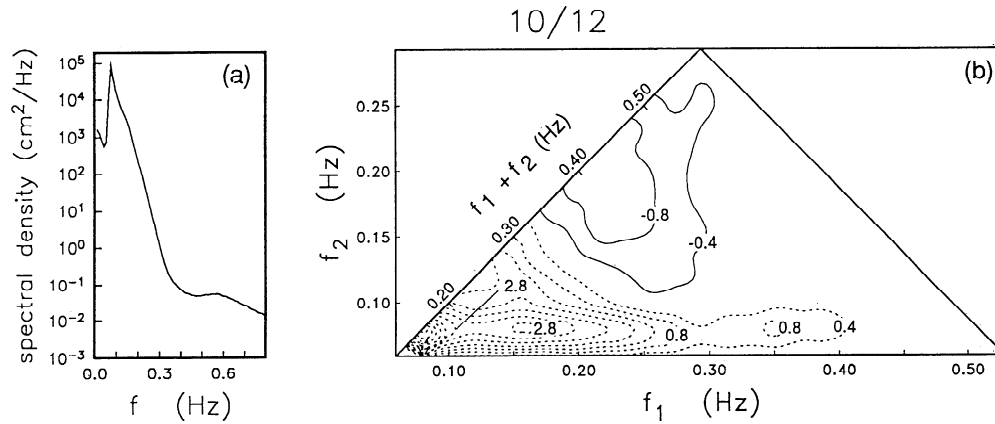 10/12
(a)
spectral density (cm²/Hz)
10⁵
10⁴
10³
10²
10¹
10⁰
10⁻¹
10⁻²
10⁻³
0.0 0.3 0.6
f (Hz)
(b)
f₂ (Hz)
0.25
0.20
0.15
0.10
f₁ + f₂ (Hz)
0.50
0.40
0.30
0.20
-0.8
-0.4
2.8
2.8
0.8
0.8
0.4
0.10 0.20 0.30 0.40 0.50
f₁ (Hz)